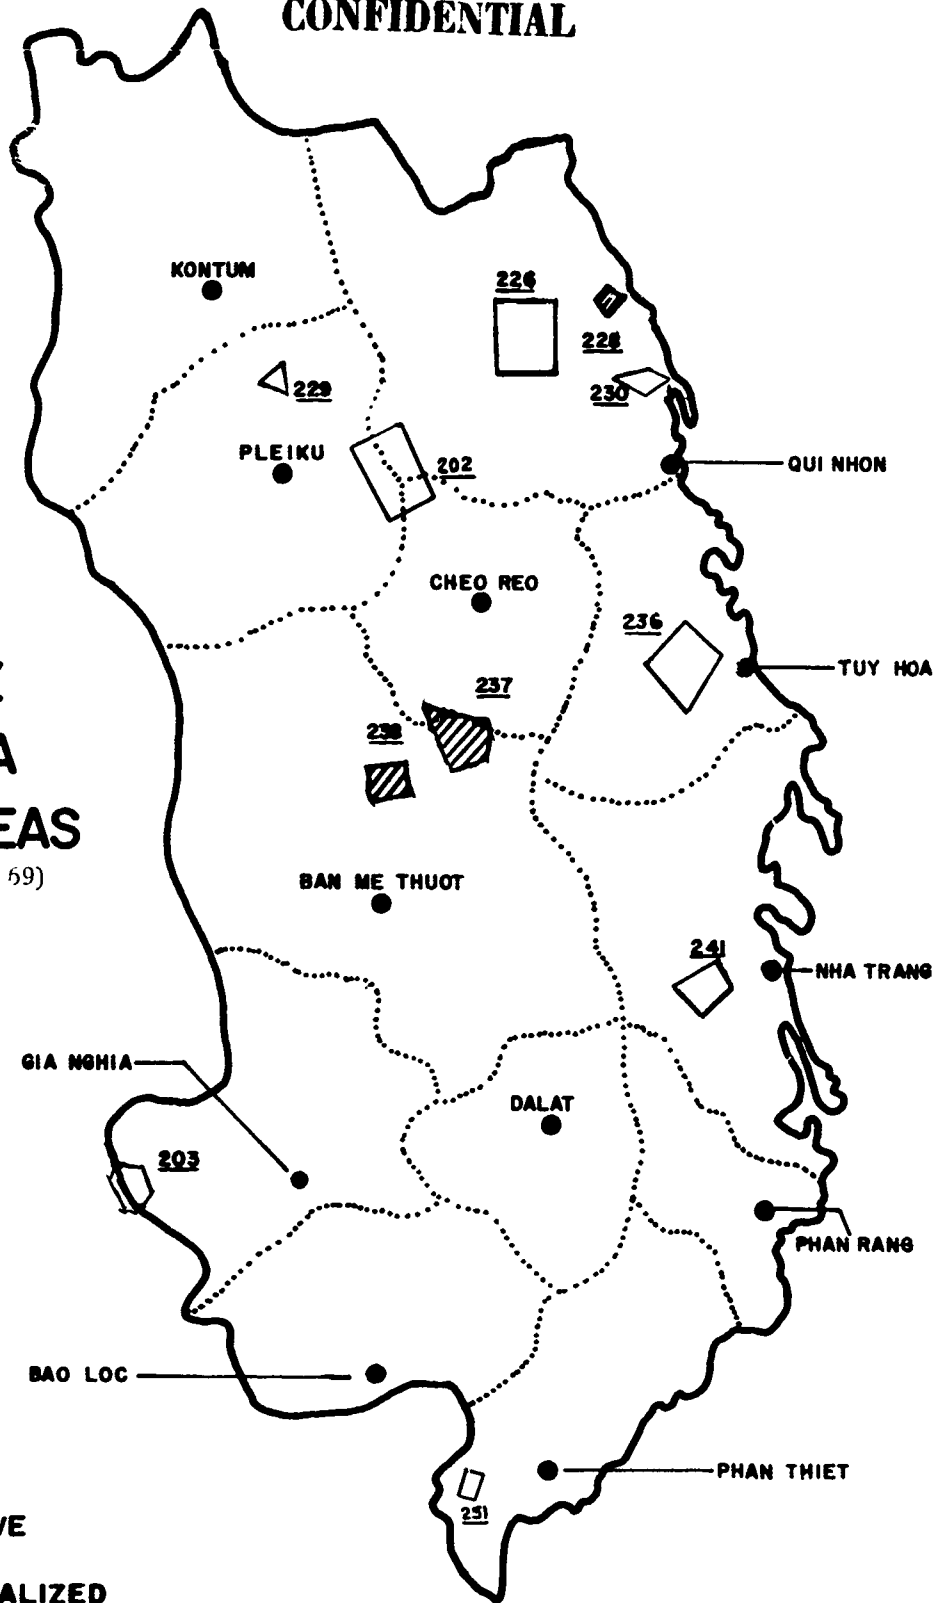 CONFIDENTIAL
KONTUM
226
228
229
230
PLEIKU
202
QUI NHON
CHEO REO
236
TUY HOA
237
238
A
EAS
69)
BAN ME THUOT
241
NHA TRANG
GIA NGHIA
DALAT
203
PHAN RANG
BAO LOC
PHAN THIET
251
VE
ALIZED